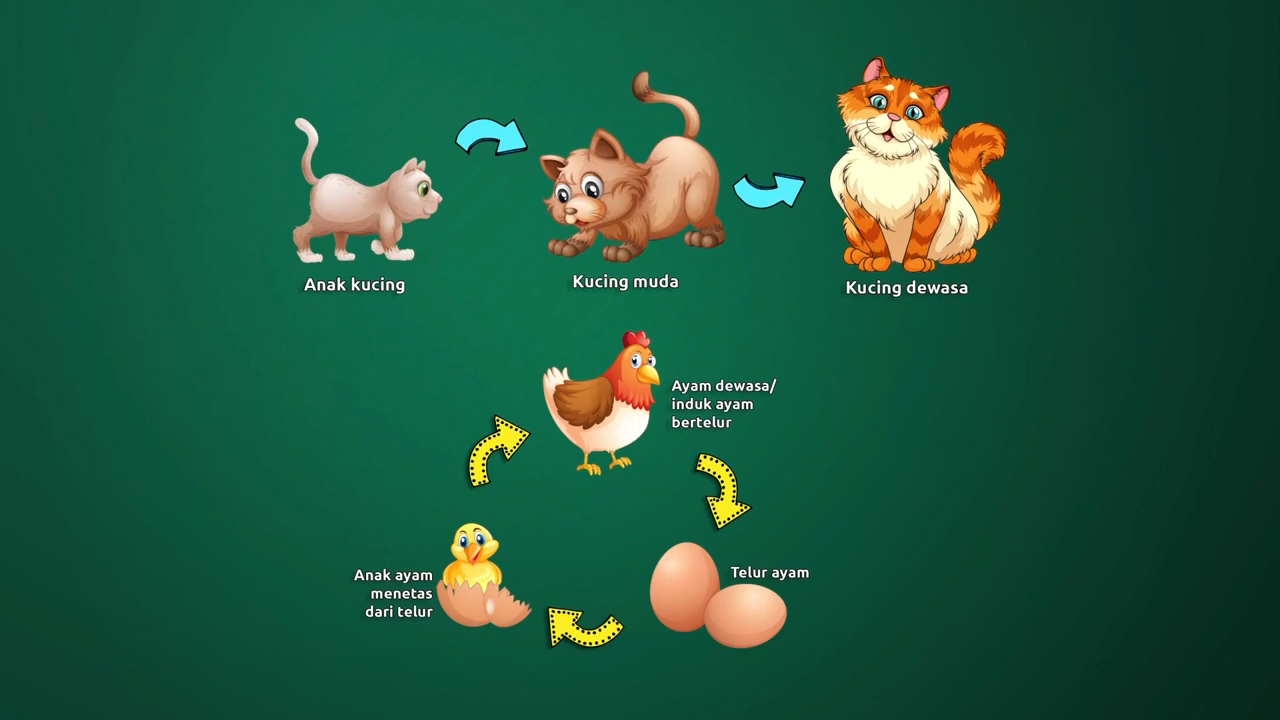 Anak kucing
Kucing muda
Kucing dewasa
Ayam dewasa/
induk ayam
bertelur
Telur ayam
Anak ayam
menetas
dari telur